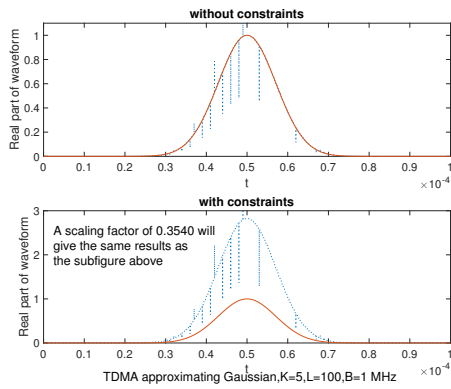 without constraints
Real part of waveform
1
0.8
0.6
0.4
0.2
0
0 0.1 0.2 0.3 0.4 0.5 0.6 0.7 0.8 0.9 1
t
×10-4
with constraints
Real part of waveform
3
2
1
0
A scaling factor of 0.3540 will
give the same results as
the subfigure above
0 0.1 0.2 0.3 0.4 0.5 0.6 0.7 0.8 0.9 1
t
×10-4
TDMA approximating Gaussian,K=5,L=100,B=1 MHz